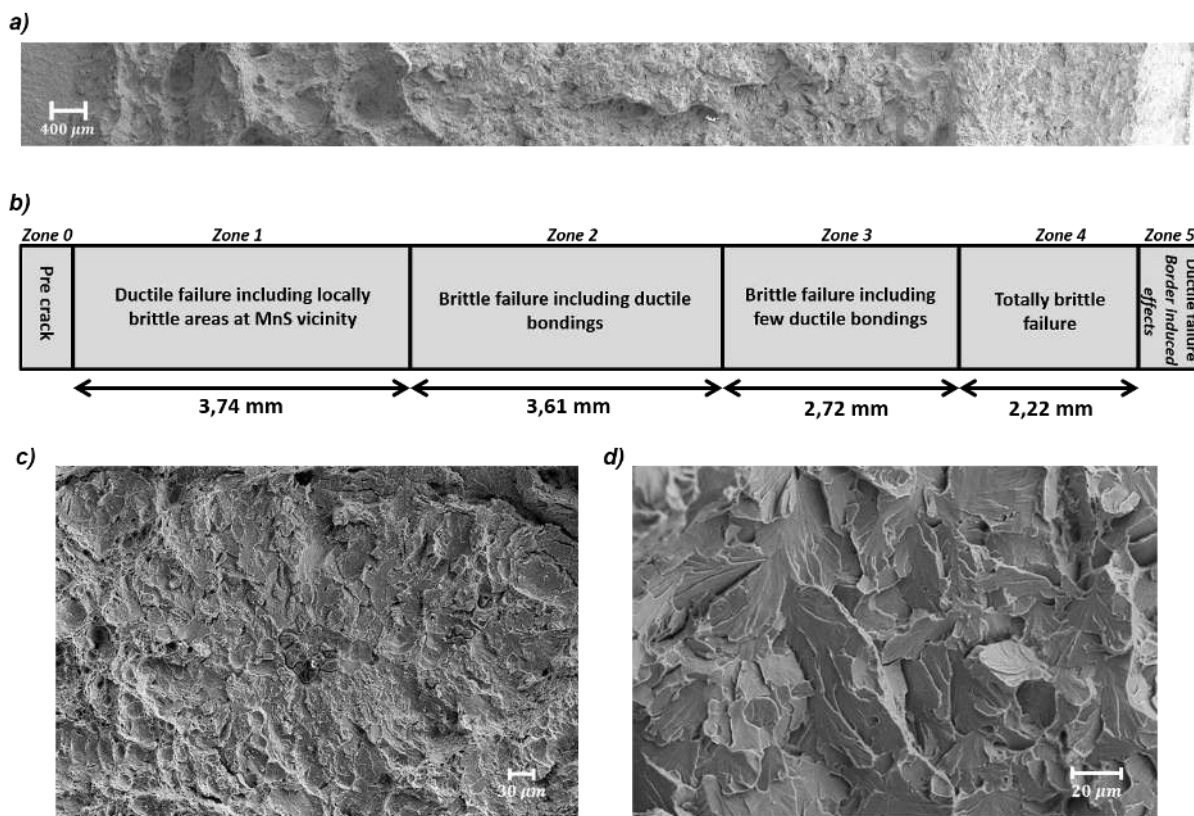 a)
400 μm
b)
Zone 0
Zone 1
Zone 2
Zone 3
Zone 4
Zone 5
Pre crack
Ductile failure including locally
brittle areas at MnS vicinity
Brittle failure including ductile
bondings
Brittle failure including
few ductile bondings
Totally brittle
failure
Ductile failure
Border induced
effects
3,74 mm
3,61 mm
2,72 mm
2,22 mm
c)
d)
30 μm
20 μm